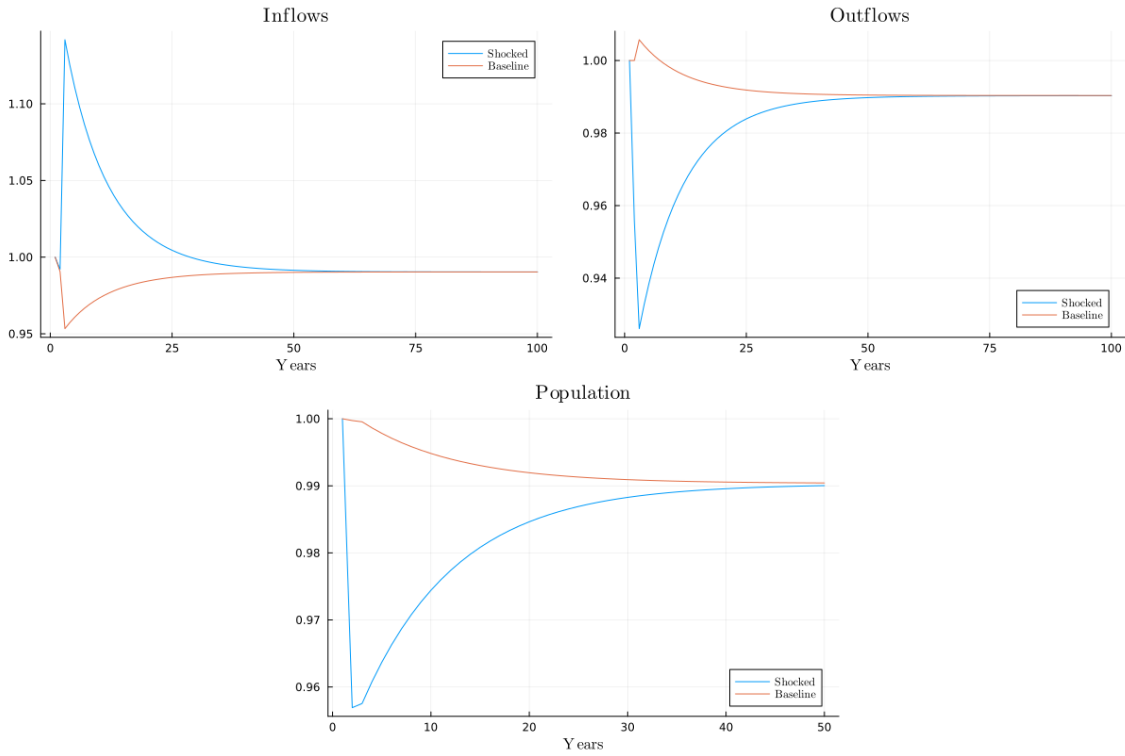 Inflows
Shocked
Baseline
1.10
1.05
1.00
0.95
0
25
50
75
100
Years
Outflows
1.00
0.98
0.96
0.94
Shocked
Baseline
0
25
50
75
100
Years
Population
1.00
0.99
0.98
0.97
0.96
Shocked
Baseline
0
10
20
30
40
50
Years